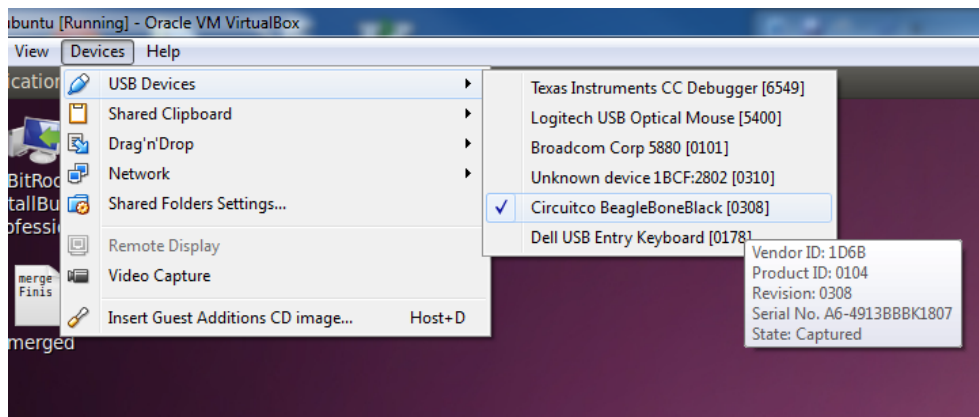 ubuntu [Running] - Oracle VM VirtualBox
View Devices Help
USB Devices
Shared Clipboard
Drag'n'Drop
Network
Shared Folders Settings...
Remote Display
Video Capture
Insert Guest Additions CD image... Host+D
Texas Instruments CC Debugger [6549]
Logitech USB Optical Mouse [5400]
Broadcom Corp 5880 [0101]
Unknown device 1BCF:2802 [0310]
Circuitco BeagleBoneBlack [0308]
Dell USB Entry Keyboard [0178]
Vendor ID: 1D6B
Product ID: 0104
Revision: 0308
Serial No. A6-4913BBBK1807
State: Captured
ication
BitRoc
tallBu
ofessi
merge
Finis
merged